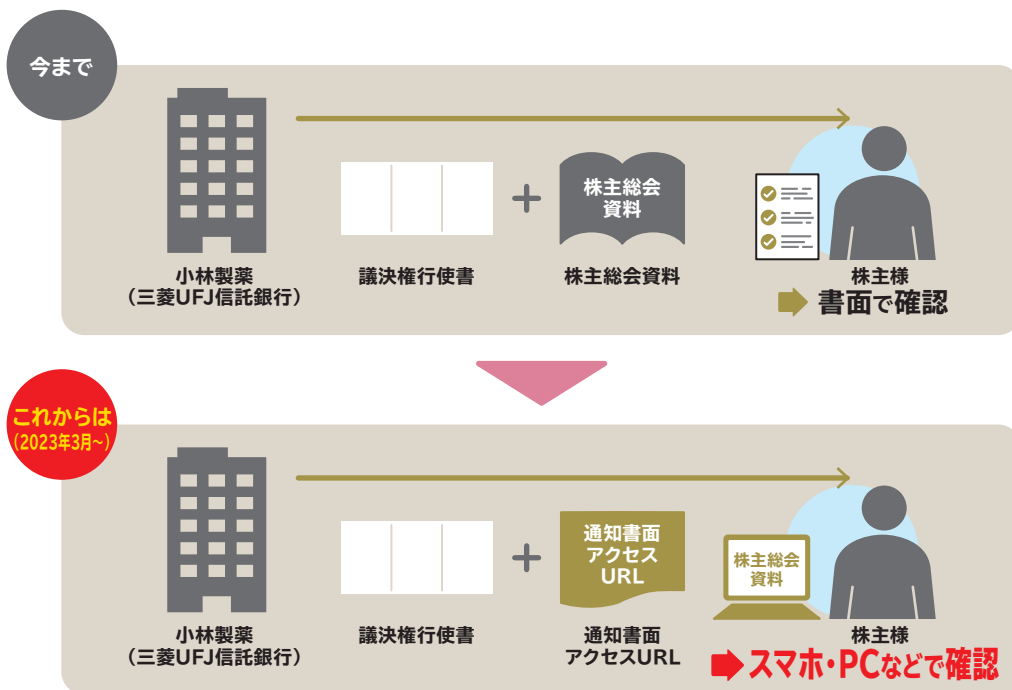 今まで
株主総会
資料
小林製薬
（三菱UFJ信託銀行）
議決権行使書
株主総会資料
株主様
書面で確認
これからは
（2023年3月〜）
通知書面
アクセス
URL
株主総会
資料
小林製薬
（三菱UFJ信託銀行）
議決権行使書
通知書面
アクセスURL
株主様
スマホ・PCなどで確認